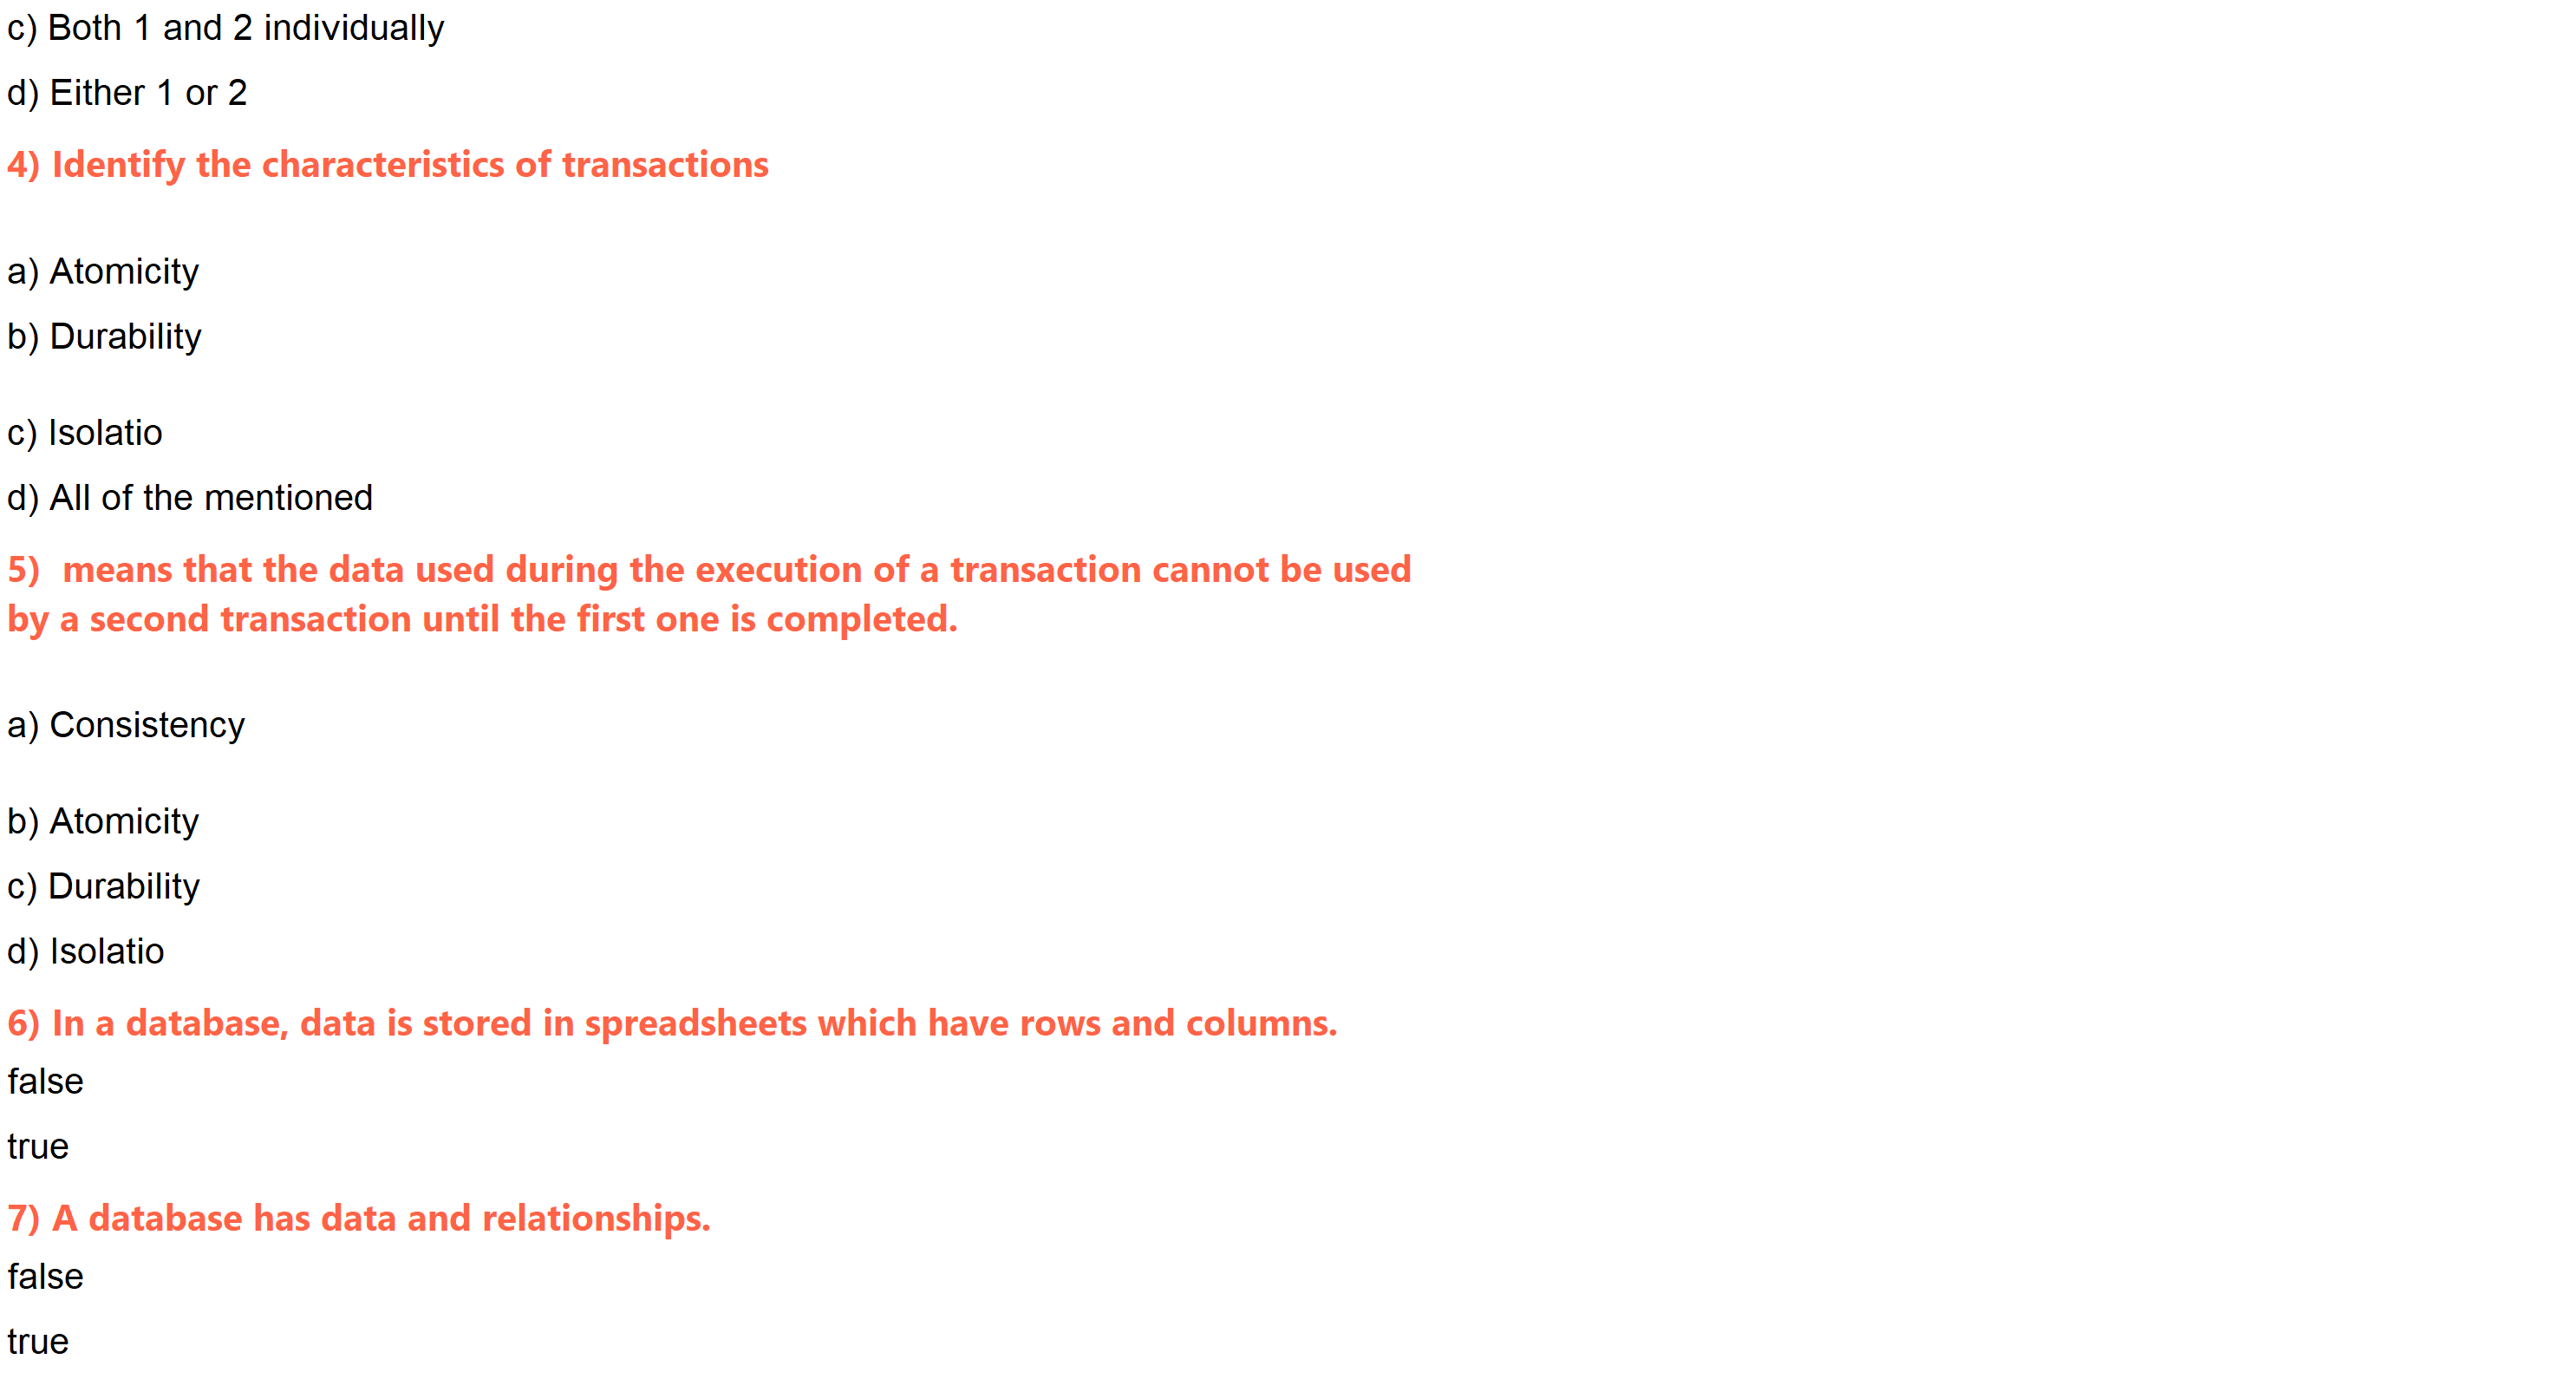 c) Both 1 and 2 individually
d) Either 1 or 2
4) Identify the characteristics of transactions
a) Atomicity
b) Durability
c) Isolatio
d) All of the mentioned
5)  means that the data used during the execution of a transaction cannot be used
by a second transaction until the first one is completed.
a) Consistency
b) Atomicity
c) Durability
d) Isolatio
6) In a database, data is stored in spreadsheets which have rows and columns.
false
true
7) A database has data and relationships.
false
true